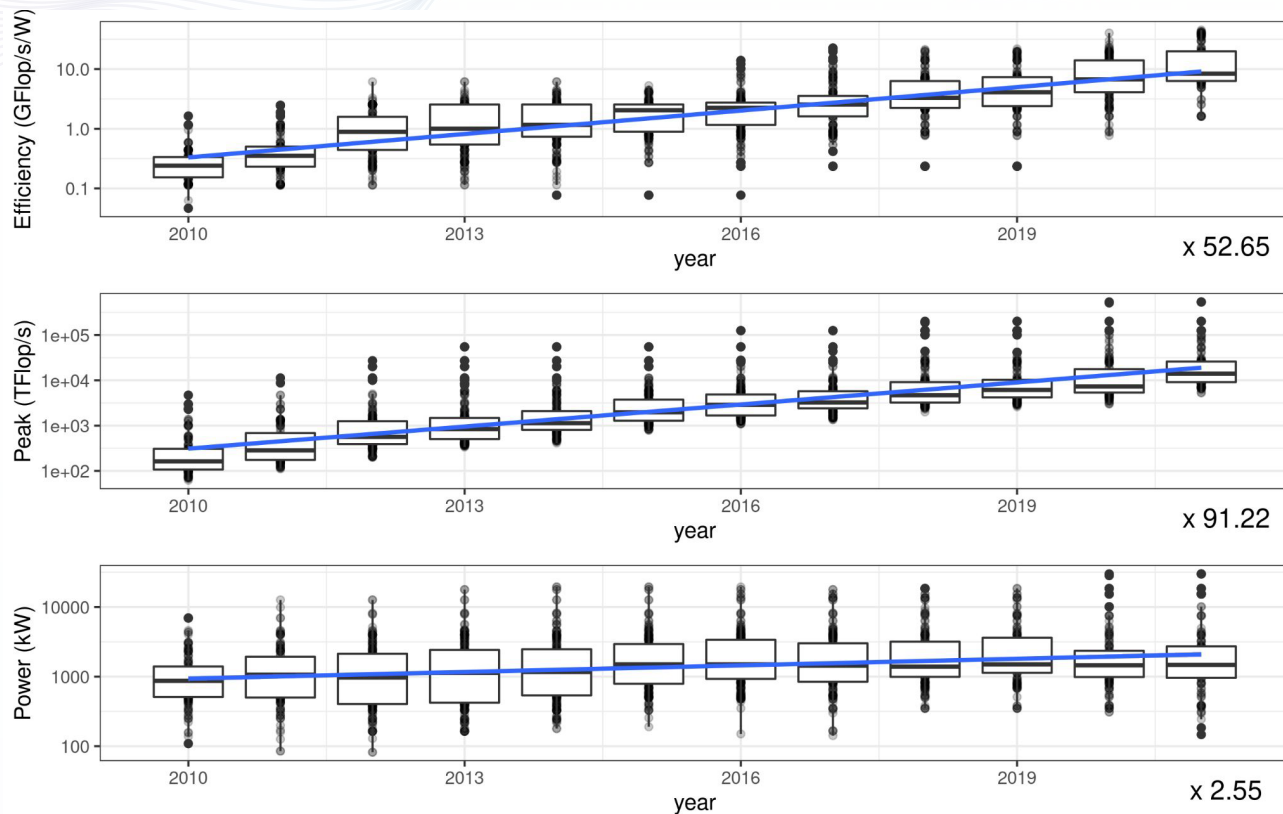 Efficiency (GFlop/s/W)
10.0
1.0
0.1
2010 2013 2016 2019
year
x 52.65
Peak (TFlop/s)
1e+05
1e+04
1e+03
1e+02
2010 2013 2016 2019
year
x 91.22
Power (kW)
10000
1000
100
2010 2013 2016 2019
year
x 2.55